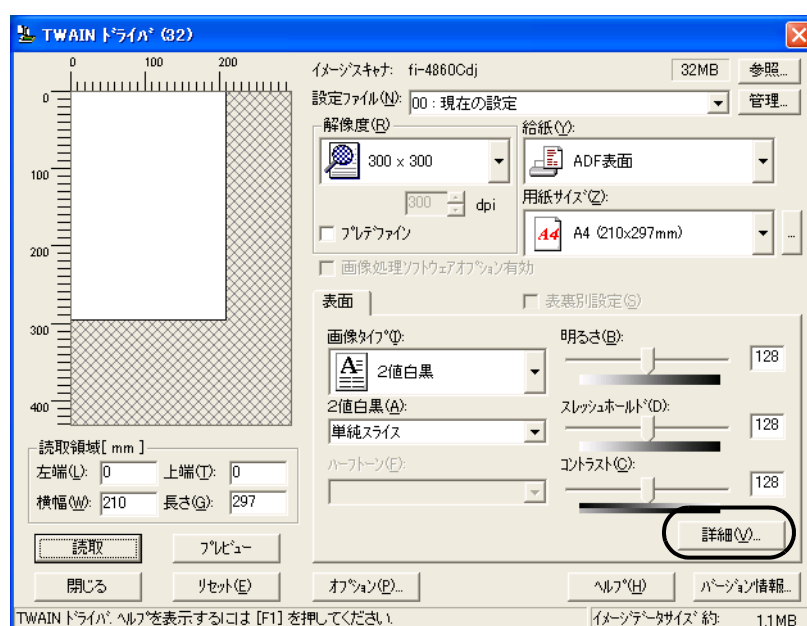 TWAIN ﾄﾞﾗｲﾊﾞ (32)
0 100 200
0
100
200
300
400
読取領域[ mm ]
左端(L): 0 上端(T): 0
横幅(W): 210 長さ(G): 297
読取 ﾌﾟﾚﾋﾞｭｰ
閉じる ﾘｾｯﾄ(E)
ｲﾒｰｼﾞｽｷｬﾅ: fi-4860Cdj 32MB 参照...
設定ﾌｧｲﾙ(N): 00 : 現在の設定 管理...
解像度(R)
300 × 300
300 dpi
ﾌﾟﾚﾃﾞﾌｧｲﾝ
給紙(Y):
ADF表面
用紙ｻｲｽﾞ(Z):
A4 A4 (210x297mm) ...
画像処理ｿﾌﾄｳｪｱｵﾌﾟｼｮﾝ有効
表面 表裏別設定(S)
画像ﾀｲﾌﾟ(I):
A 2値白黒
2値白黒(A):
単純ｽﾗｲｽ
ﾊｰﾌﾄｰﾝ(F):
明るさ(B):
128
ｽﾚｯｼｭﾎｰﾙﾄﾞ(D):
128
ｺﾝﾄﾗｽﾄ(C):
128
詳細(V)...
ｵﾌﾟｼｮﾝ(P)... ﾍﾙﾌﾟ(H) ﾊﾞｰｼﾞｮﾝ情報...
TWAIN ﾄﾞﾗｲﾊﾞ. ﾍﾙﾌﾟを表示するには [F1] を押してください. ｲﾒｰｼﾞﾃﾞｰﾀｻｲｽﾞ 約: 1.1MB